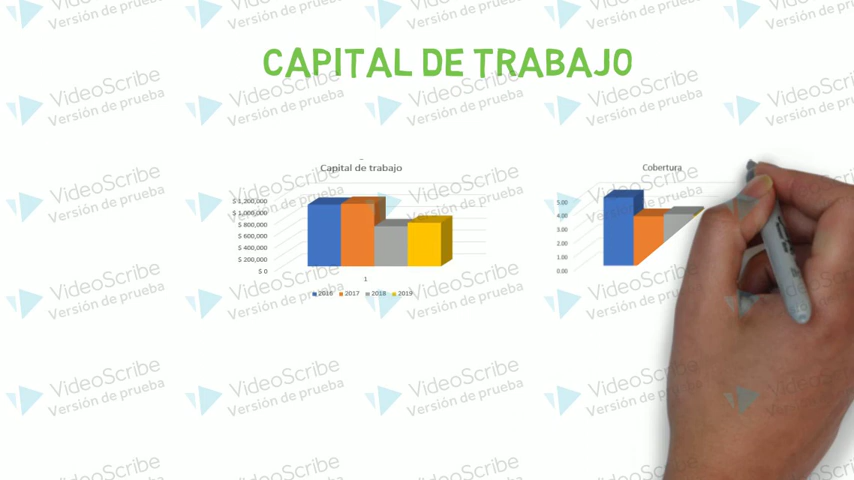 CAPITAL DE TRABAJO
Capital de trabajo
$ 1,200,000
$ 1,000,000
$ 800,000
$ 600,000
$ 400,000
$ 200,000
$ 0
1
2016 2017 2018 2019
Cobertura
5.00
4.00
3.00
2.00
1.00
0.00
VideoScribe
Versión de prueba